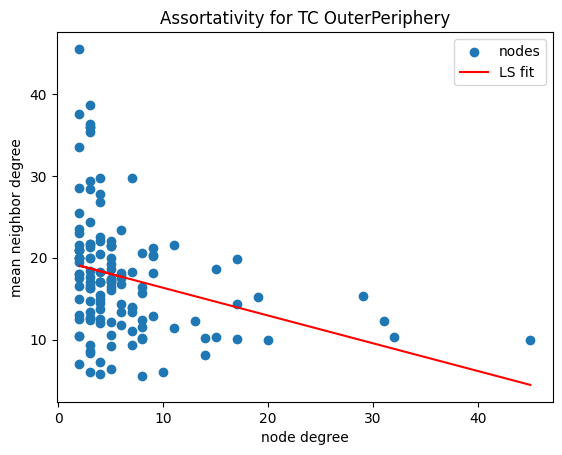 Assortativity for TC OuterPeriphery
nodes
LS fit
mean neighbor degree
40
30
20
10
0
10
20
30
40
node degree